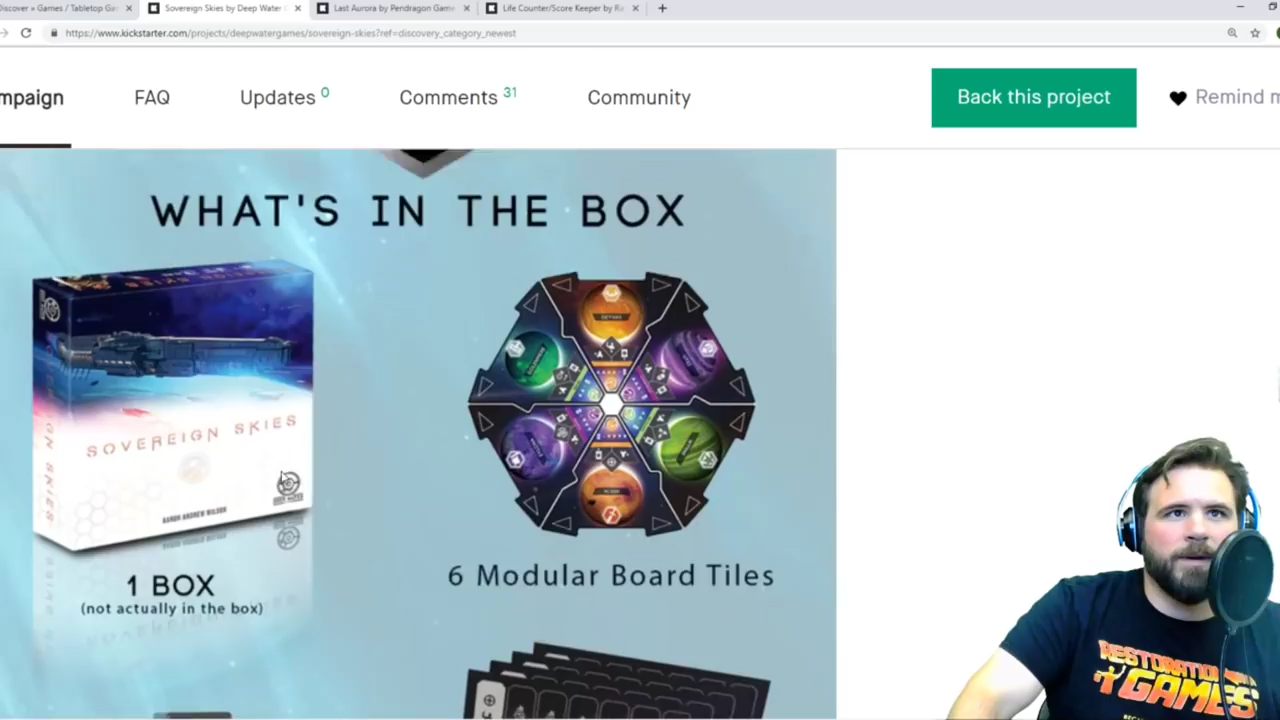 Discover » Games / Tabletop Ga
Sovereign Skies by Deep Water G
Last Aurora by Pendragon Game
Life Counter/Score Keeper by Ra
https://www.kickstarter.com/projects/deepwatergames/sovereign-skies?ref=discovery_category_newest
mpaign
FAQ
Updates 0
Comments 31
Community
Back this project
Remind m
WHAT'S IN THE BOX
SOVEREIGN SKIES
AARON ANDREW WILSON
1 BOX
(not actually in the box)
6 Modular Board Tiles
RESTORATION
GAMES